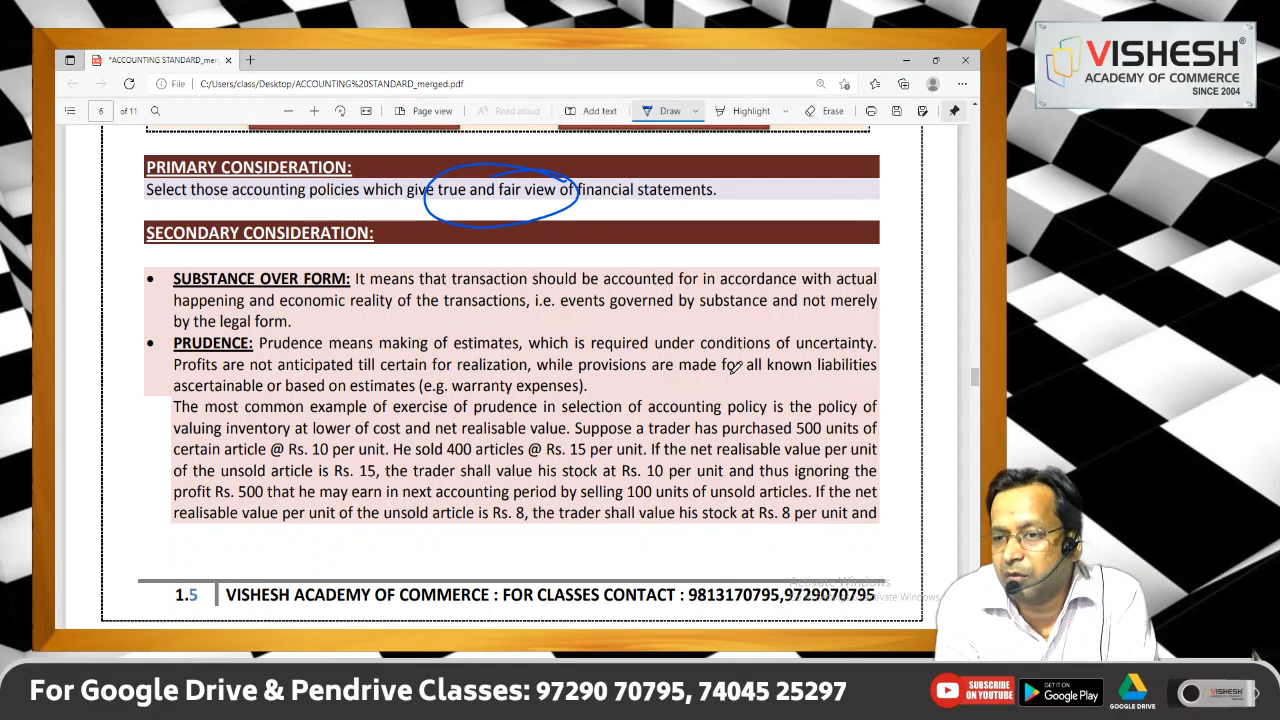 VISHESH®
ACADEMY OF COMMERCE
SINCE 2004
*ACCOUNTING STANDARD_mer
File C:/Users/class/Desktop/ACCOUNTING%20STANDARD_merged.pdf
6 of 11 Page view Read aloud Add text Draw Highlight Erase
PRIMARY CONSIDERATION:
Select those accounting policies which give true and fair view of financial statements.
SECONDARY CONSIDERATION:
• SUBSTANCE OVER FORM: It means that transaction should be accounted for in accordance with actual
happening and economic reality of the transactions, i.e. events governed by substance and not merely
by the legal form.
• PRUDENCE: Prudence means making of estimates, which is required under conditions of uncertainty.
Profits are not anticipated till certain for realization, while provisions are made for all known liabilities
ascertainable or based on estimates (e.g. warranty expenses).
The most common example of exercise of prudence in selection of accounting policy is the policy of
valuing inventory at lower of cost and net realisable value. Suppose a trader has purchased 500 units of
certain article @ Rs. 10 per unit. He sold 400 articles @ Rs. 15 per unit. If the net realisable value per unit
of the unsold article is Rs. 15, the trader shall value his stock at Rs. 10 per unit and thus ignoring the
profit Rs. 500 that he may earn in next accounting period by selling 100 units of unsold articles. If the net
realisable value per unit of the unsold article is Rs. 8, the trader shall value his stock at Rs. 8 per unit and
Activate Windows
1.5 VISHESH ACADEMY OF COMMERCE : FOR CLASSES CONTACT : 9813170795,9729070795
For Google Drive & Pendrive Classes: 97290 70795, 74045 25297
SUBSCRIBE
ON YOUTUBE
GET IT ON
Google Play
GOOGLE DRIVE
VISHESH